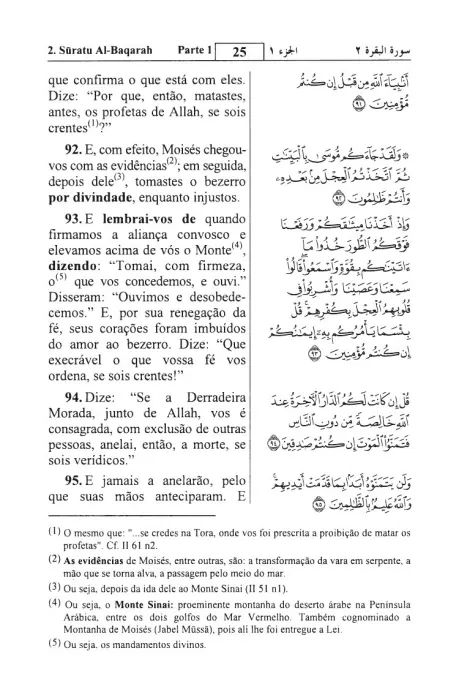 2. Sūratu Al-Baqarah Parte 1 25 الجزء ١ سورة البقرة ٢
que confirma o que está com eles.
Dize: “Por que, então, matastes,
antes, os profetas de Allah, se sois
crentes(1)?”
92. E, com efeito, Moisés chegou-
vos com as evidências(2); em seguida,
depois dele(3), tomastes o bezerro
por divindade, enquanto injustos.
93. E lembrai-vos de quando
firmamos a aliança convosco e
elevamos acima de vós o Monte(4),
dizendo: “Tomai, com firmeza,
o(5) que vos concedemos, e ouvi.”
Disseram: “Ouvimos e desobede-
cemos.” E, por sua renegação da
fé, seus corações foram imbuídos
do amor ao bezerro. Dize: “Que
execrável o que vossa fé vos
ordena, se sois crentes!”
94. Dize: “Se a Derradeira
Morada, junto de Allah, vos é
consagrada, com exclusão de outras
pessoas, anelai, então, a morte, se
sois verídicos.”
95. E jamais a anelarão, pelo
que suas mãos anteciparam. E
أَنۢبِيَآءَ ٱللَّهِ مِن قَبۡلُ إِن كُنتُم
مُّؤۡمِنِينَ ٩١
۞ وَلَقَدۡ جَآءَكُم مُّوسَىٰ بِٱلۡبَيِّنَٰتِ
ثُمَّ ٱتَّخَذۡتُمُ ٱلۡعِجۡلَ مِنۢ بَعۡدِهِۦ
وَأَنتُمۡ ظَٰلِمُونَ ٩٢
وَإِذۡ أَخَذۡنَا مِيثَٰقَكُمۡ وَرَفَعۡنَا
فَوۡقَكُمُ ٱلطُّورَ خُذُواْ مَآ
ءَاتَيۡنَٰكُم بِقُوَّةٖ وَٱسۡمَعُواْۖ قَالُواْ
سَمِعۡنَا وَعَصَيۡنَا وَأُشۡرِبُواْ فِي
قُلُوبِهِمُ ٱلۡعِجۡلَ بِكُفۡرِهِمۡۚ قُلۡ
بِئۡسَمَا يَأۡمُرُكُم بِهِۦٓ إِيمَٰنُكُمۡ
إِن كُنتُم مُّؤۡمِنِينَ ٩٣
قُلۡ إِن كَانَتۡ لَكُمُ ٱلدَّارُ ٱلۡأٓخِرَةُ عِندَ
ٱللَّهِ خَالِصَةٗ مِّن دُونِ ٱلنَّاسِ
فَتَمَنَّوُاْ ٱلۡمَوۡتَ إِن كُنتُمۡ صَٰدِقِينَ ٩٤
وَلَن يَتَمَنَّوۡهُ أَبَدَۢا بِمَا قَدَّمَتۡ أَيۡدِيهِمۡۚ
وَٱللَّهُ عَلِيمُۢ بِٱلظَّٰلِمِينَ ٩٥
(1) O mesmo que: "...se credes na Tora, onde vos foi prescrita a proibição de matar os
profetas". Cf. II 61 n2.
(2) As evidências de Moisés, entre outras, são: a transformação da vara em serpente, a
mão que se torna alva, a passagem pelo meio do mar.
(3) Ou seja, depois da ida dele ao Monte Sinai (II 51 n1).
(4) Ou seja, o Monte Sinai: proeminente montanha do deserto árabe na Península
Arábica, entre os dois golfos do Mar Vermelho. Também cognominado a
Montanha de Moisés (Jabel Mūssā), pois ali lhe foi entregue a Lei.
(5) Ou seja, os mandamentos divinos.